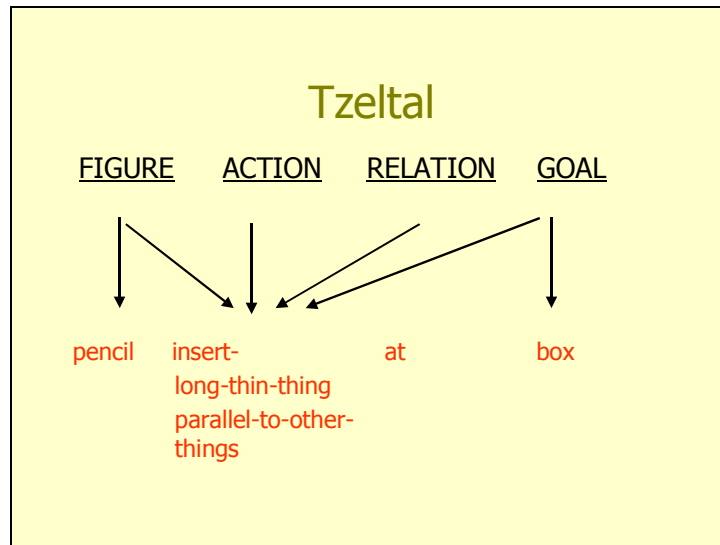 Tzeltal
FIGURE ACTION RELATION GOAL
pencil insert- at box
long-thin-thing
parallel-to-other-
things